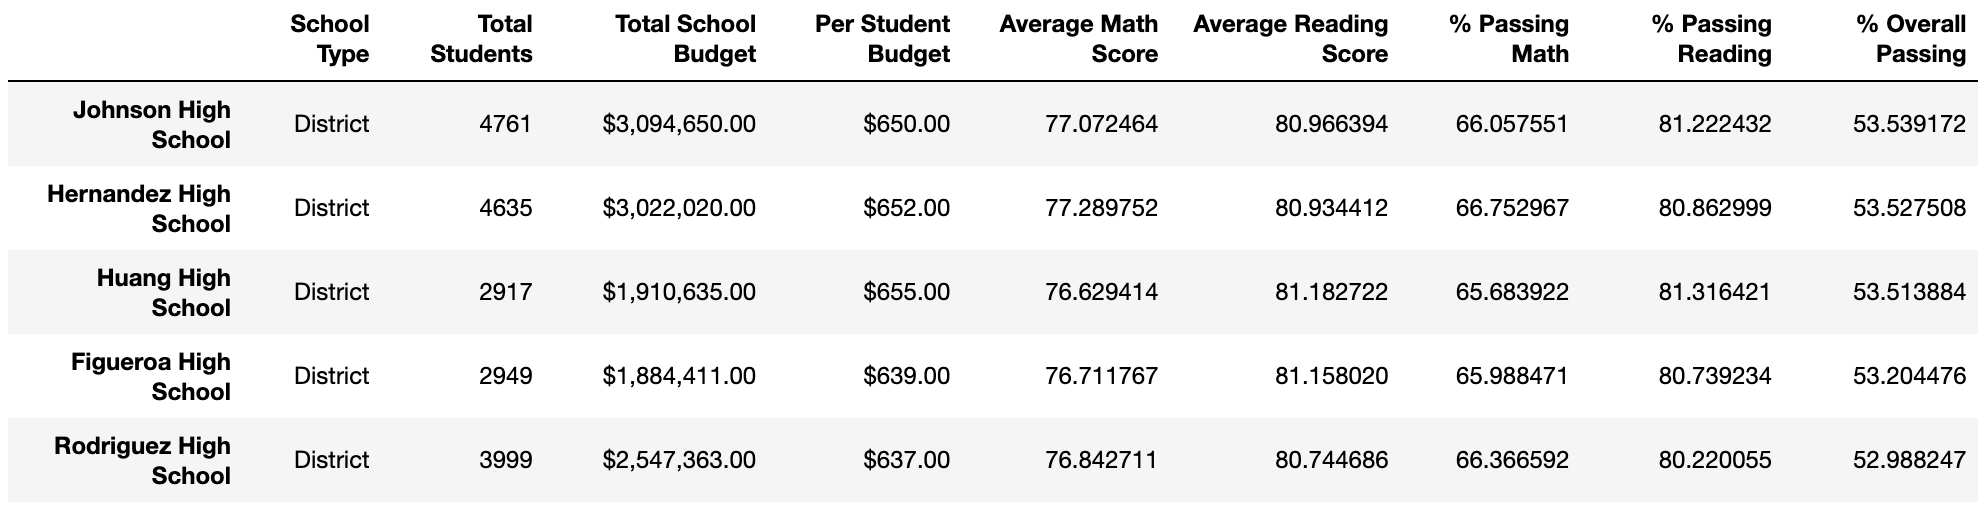 School Type Total Students Total School Budget Per Student Budget Average Math Score Average Reading Score % Passing Math % Passing Reading % Overall Passing
Johnson High School District 4761 $3,094,650.00 $650.00 77.072464 80.966394 66.057551 81.222432 53.539172
Hernandez High School District 4635 $3,022,020.00 $652.00 77.289752 80.934412 66.752967 80.862999 53.527508
Huang High School District 2917 $1,910,635.00 $655.00 76.629414 81.182722 65.683922 81.316421 53.513884
Figueroa High School District 2949 $1,884,411.00 $639.00 76.711767 81.158020 65.988471 80.739234 53.204476
Rodriguez High School District 3999 $2,547,363.00 $637.00 76.842711 80.744686 66.366592 80.220055 52.988247